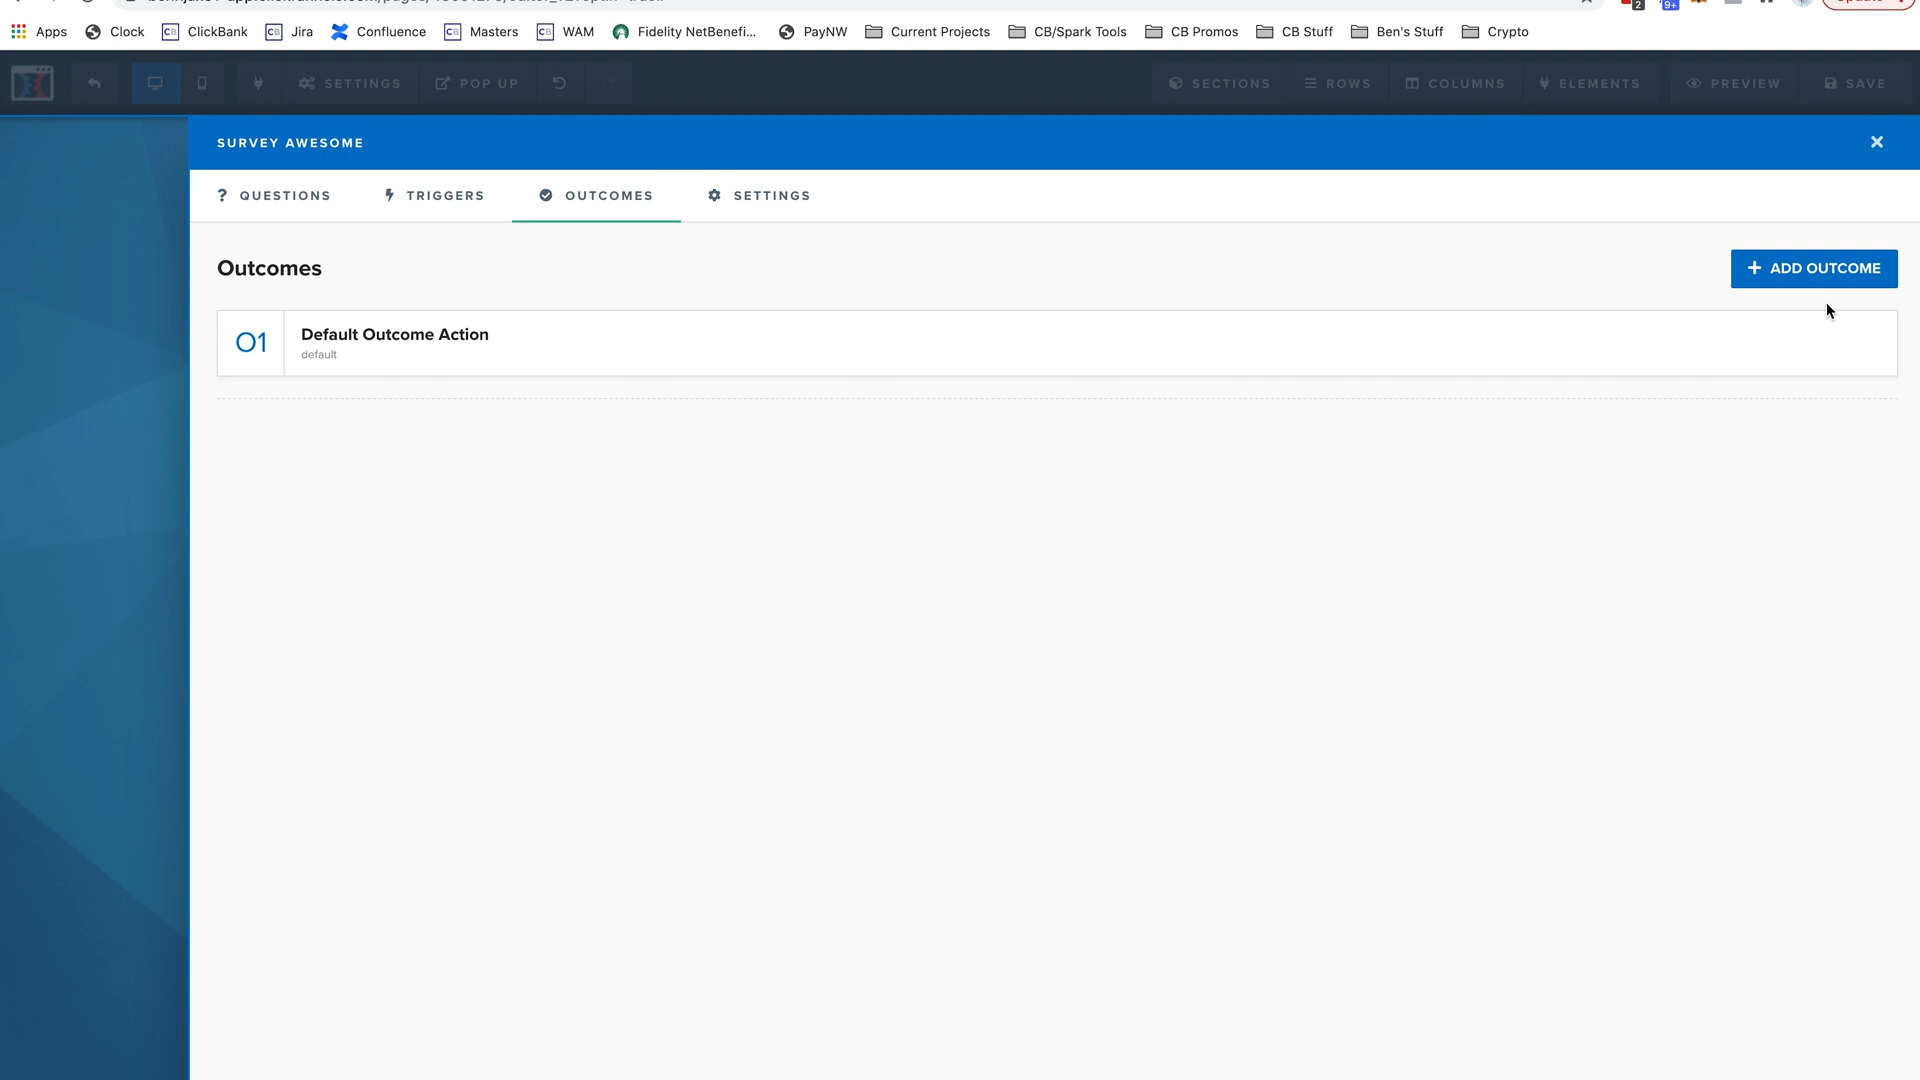 Apps Clock ClickBank Jira Confluence Masters WAM Fidelity NetBenefi... PayNW Current Projects CB/Spark Tools CB Promos CB Stuff Ben's Stuff Crypto
2 9+
SETTINGS POP UP SECTIONS ROWS COLUMNS ELEMENTS PREVIEW SAVE
SURVEY AWESOME
? QUESTIONS TRIGGERS OUTCOMES SETTINGS
Outcomes
+ ADD OUTCOME
O1
Default Outcome Action
default